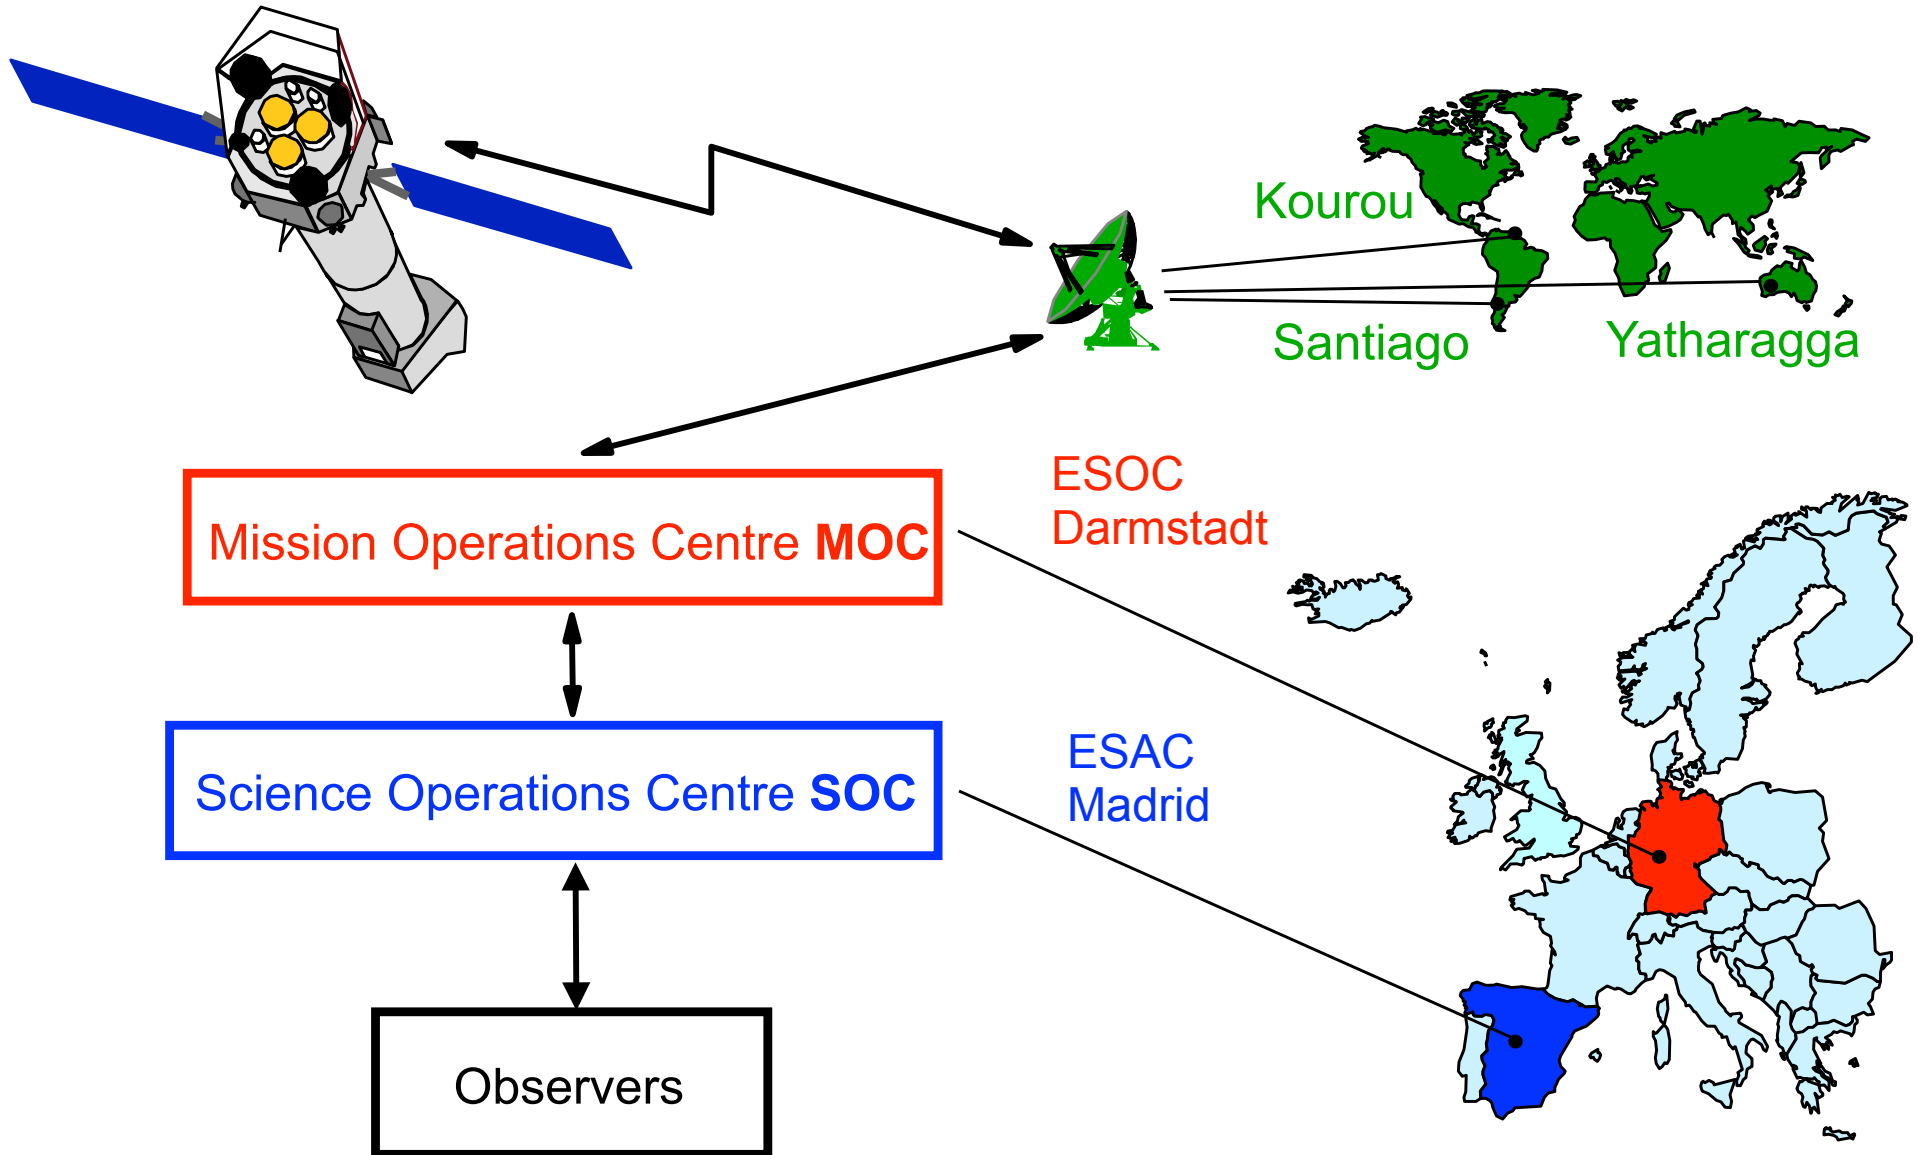 Kourou
Santiago
Yatharagga
Mission Operations Centre MOC
ESOC
Darmstadt
Science Operations Centre SOC
ESAC
Madrid
Observers